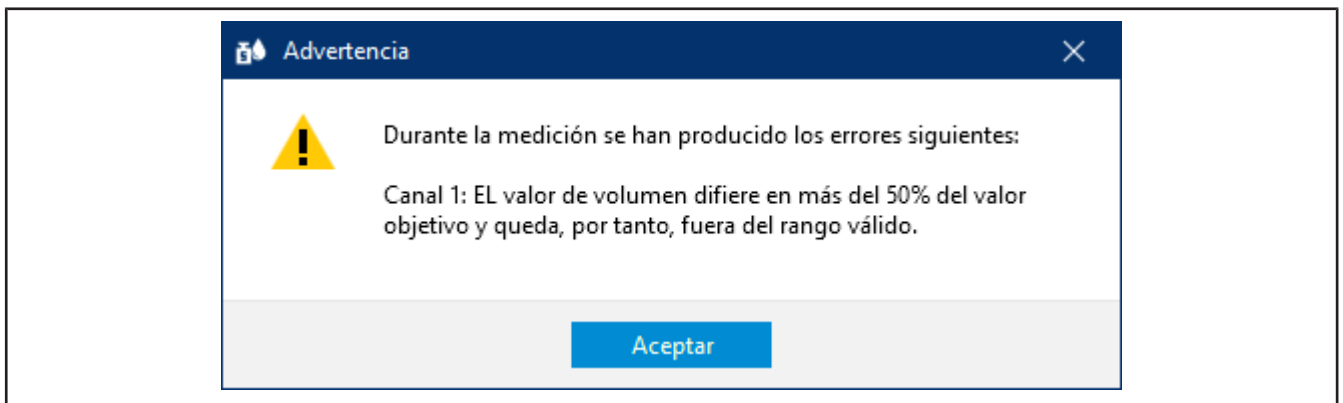 Advertencia
Durante la medición se han producido los errores siguientes:
Canal 1: EL valor de volumen difiere en más del 50% del valor
objetivo y queda, por tanto, fuera del rango válido.
Aceptar